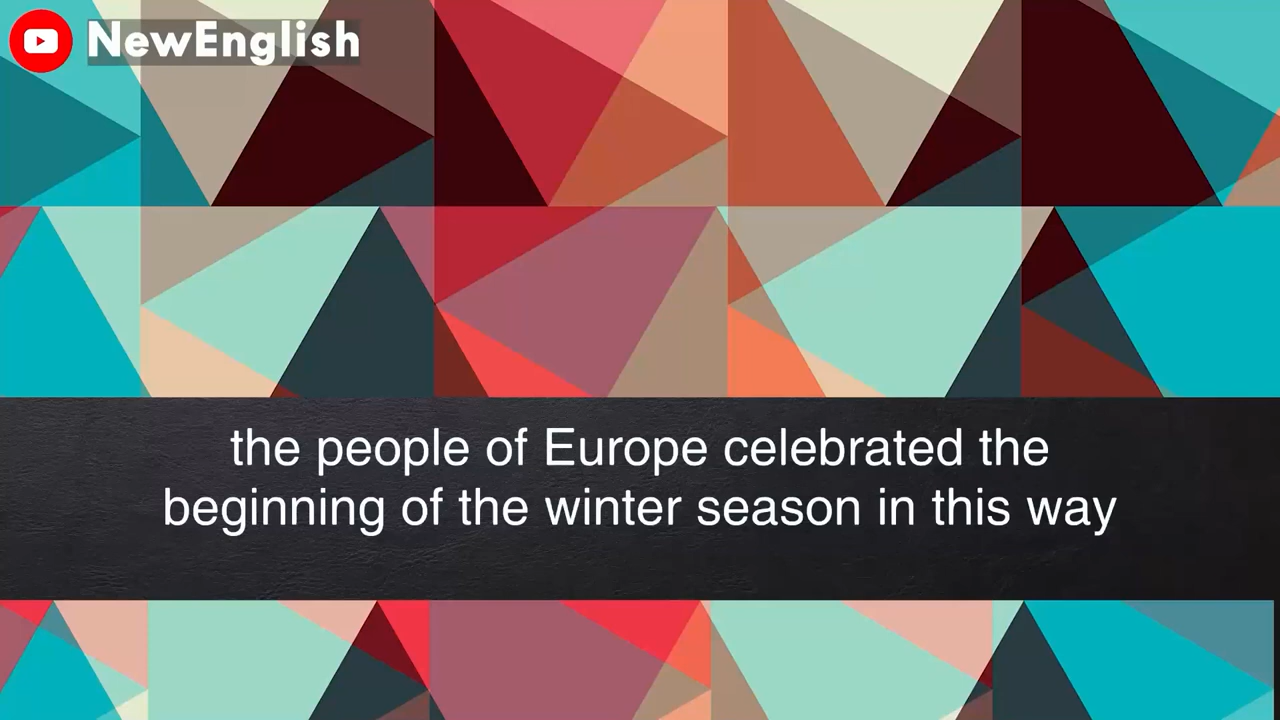 NewEnglish
the people of Europe celebrated the
beginning of the winter season in this way